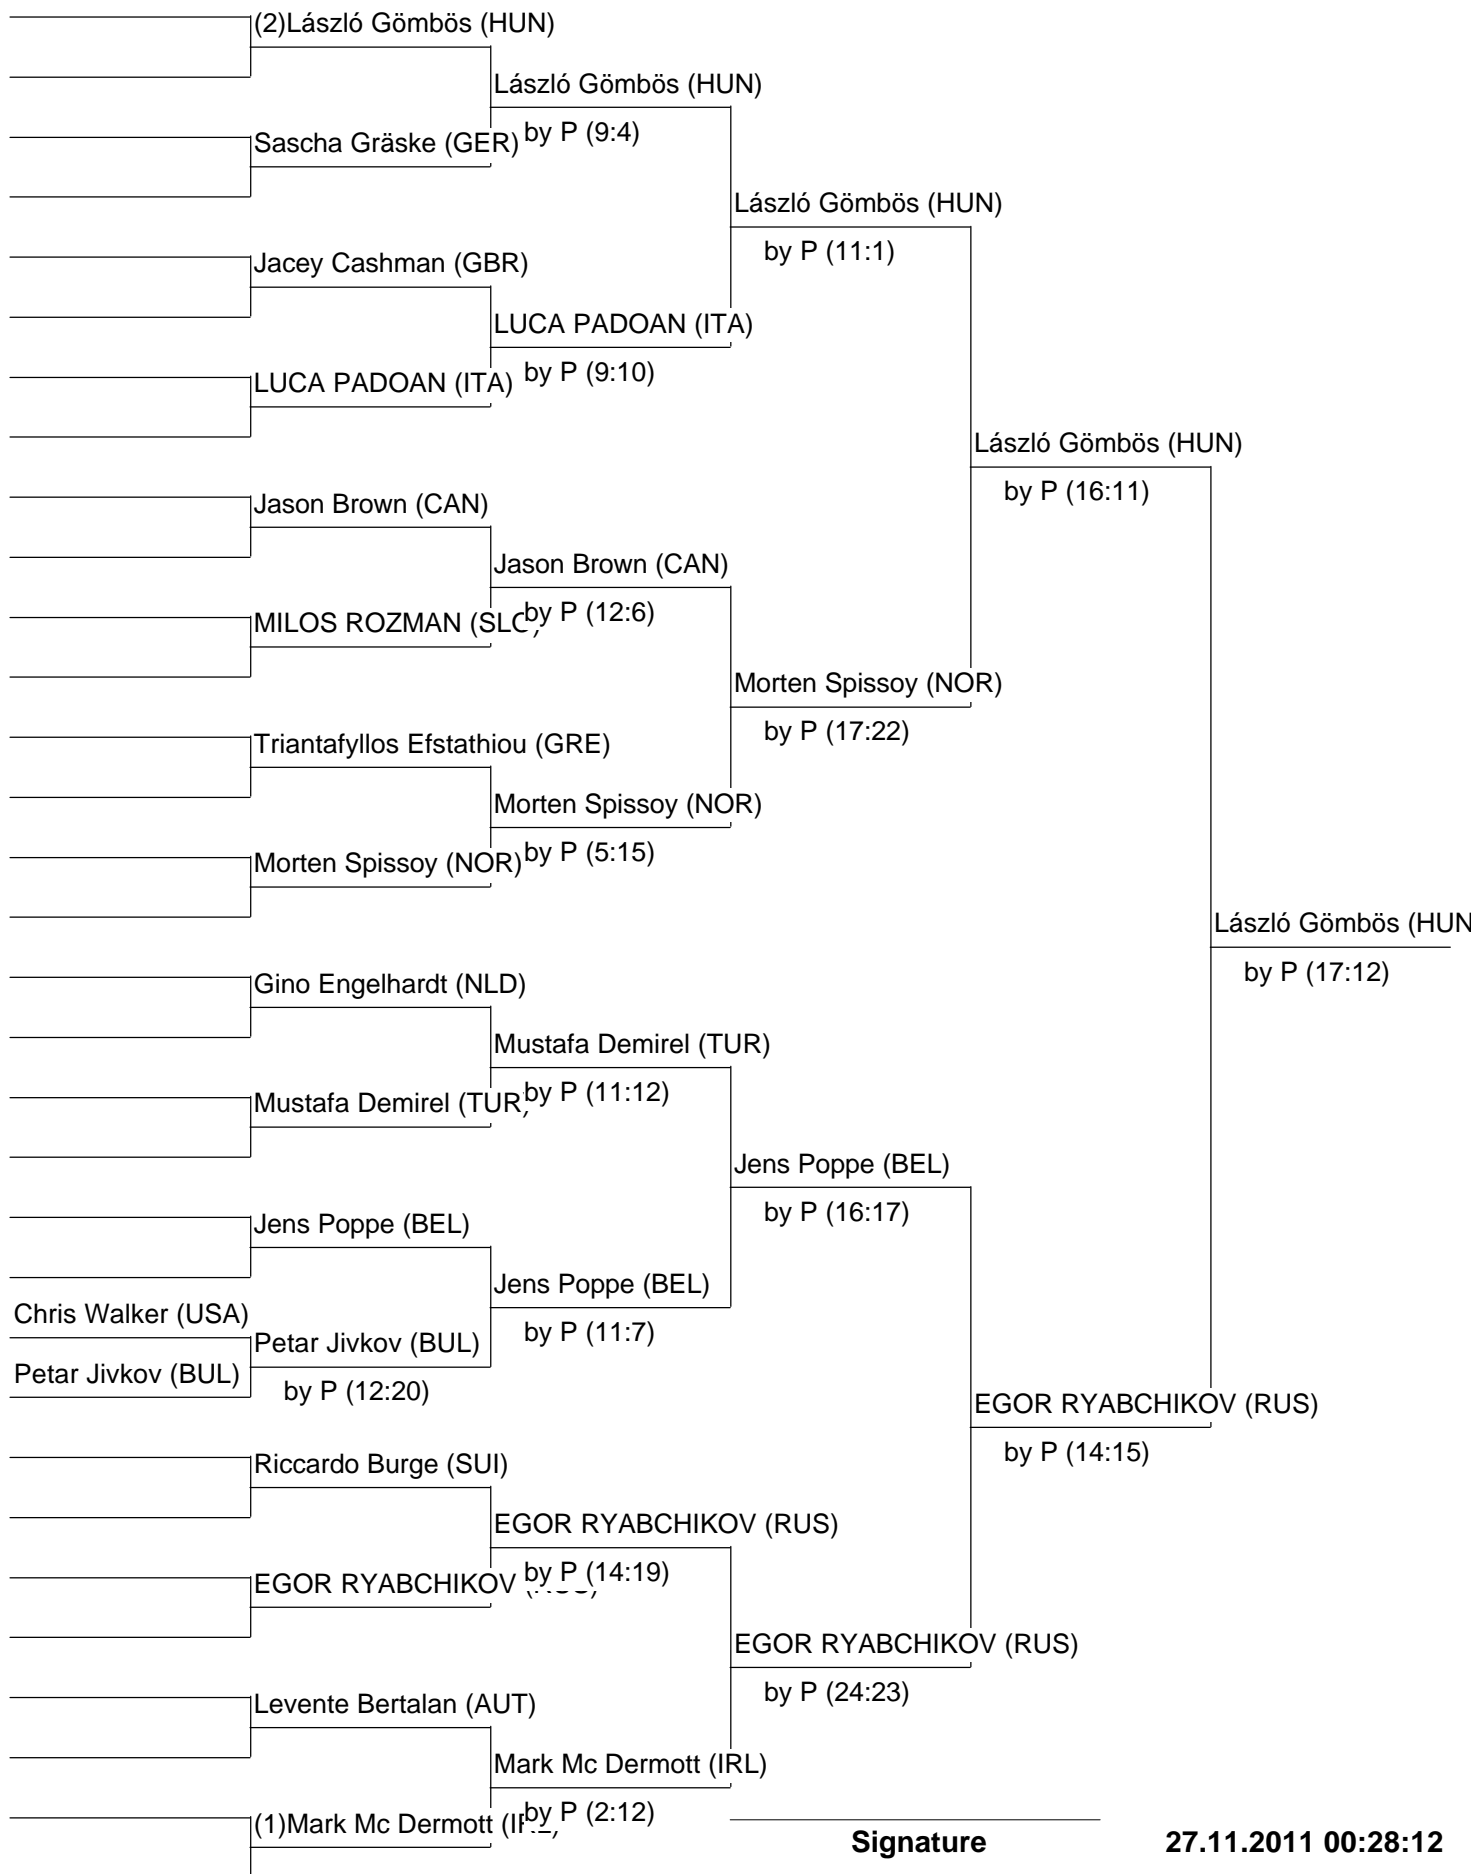 (2)László Gömbös (HUN)
László Gömbös (HUN)
by P (9:4)
Sascha Gräske (GER)
László Gömbös (HUN)
by P (11:1)
Jacey Cashman (GBR)
LUCA PADOAN (ITA)
by P (9:10)
LUCA PADOAN (ITA)
László Gömbös (HUN)
by P (16:11)
Jason Brown (CAN)
Jason Brown (CAN)
by P (12:6)
MILOS ROZMAN
Morten Spissoy (NOR)
by P (17:22)
Triantafyllos Efstathiou (GRE)
Morten Spissoy (NOR)
by P (5:15)
Morten Spissoy (NOR)
László Gömbös (HUN
by P (17:12)
Gino Engelhardt (NLD)
Mustafa Demirel (TUR)
by P (11:12)
Mustafa Demirel (TUR)
Jens Poppe (BEL)
by P (16:17)
Jens Poppe (BEL)
Jens Poppe (BEL)
by P (11:7)
Chris Walker (USA)
Petar Jivkov (BUL)
Petar Jivkov (BUL)
by P (12:20)
EGOR RYABCHIKOV (RUS)
by P (14:15)
Riccardo Burge (SUI)
EGOR RYABCHIKOV (RUS)
by P (14:19)
EGOR RYABCHIKOV
EGOR RYABCHIKOV (RUS)
by P (24:23)
Levente Bertalan (AUT)
Mark Mc Dermott (IRL)
by P (2:12)
(1)Mark Mc Dermott
Signature
27.11.2011 00:28:12